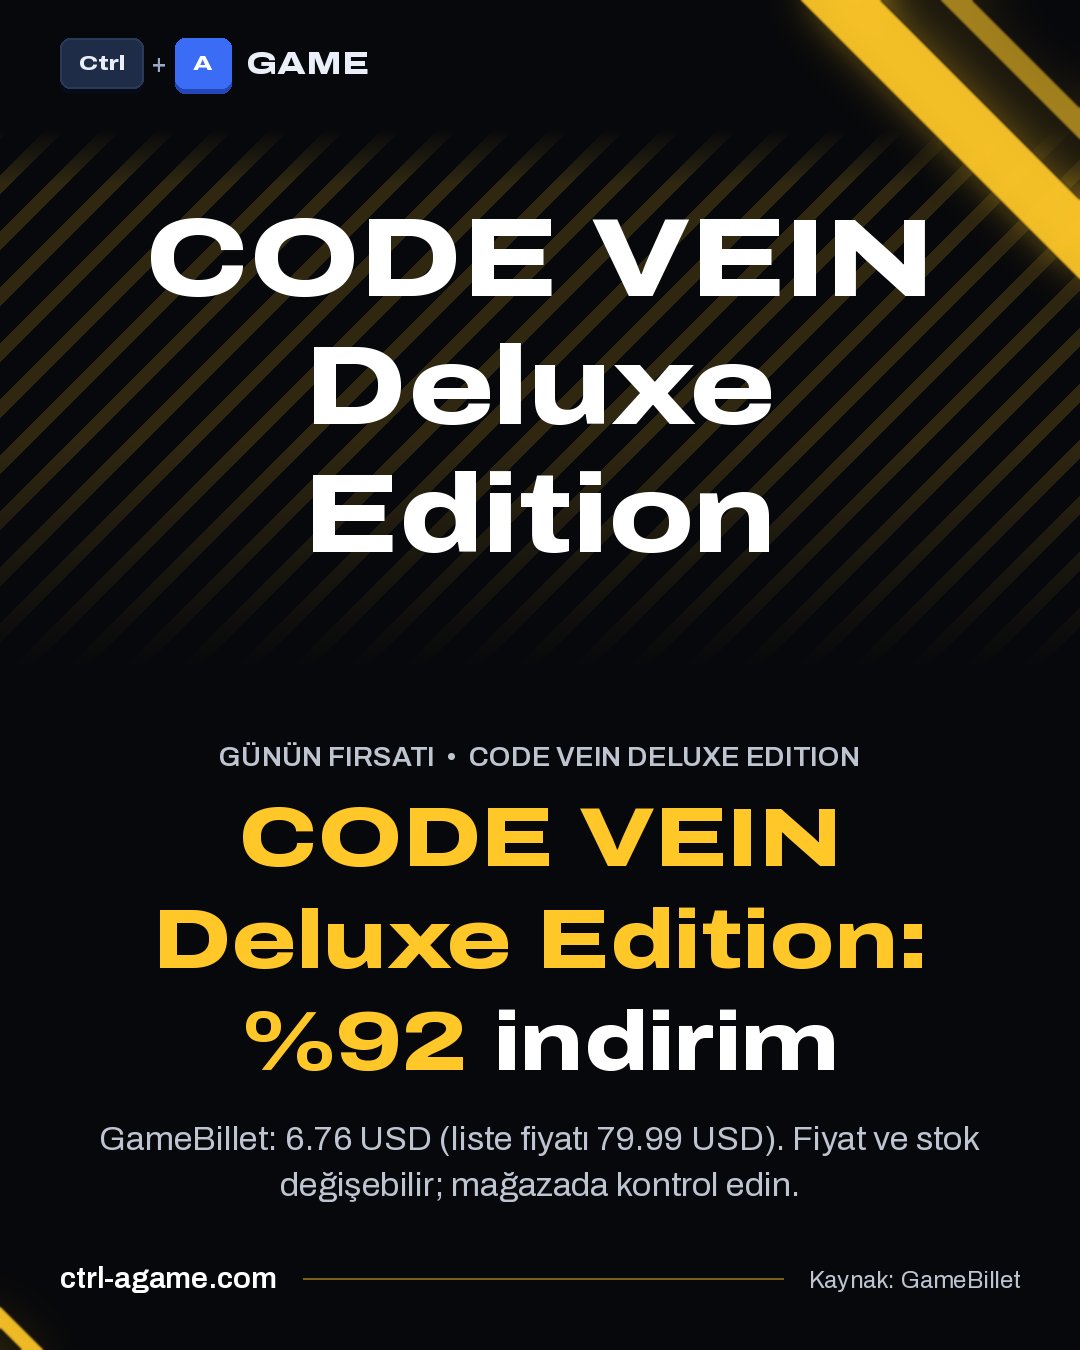 Ctrl + A GAME
CODE VEIN
Deluxe
Edition
GÜNÜN FIRSATI • CODE VEIN DELUXE EDITION
CODE VEIN
Deluxe Edition:
%92 indirim
GameBillet: 6.76 USD (liste fiyatı 79.99 USD). Fiyat ve stok
değişebilir; mağazada kontrol edin.
ctrl-agame.com
Kaynak: GameBillet